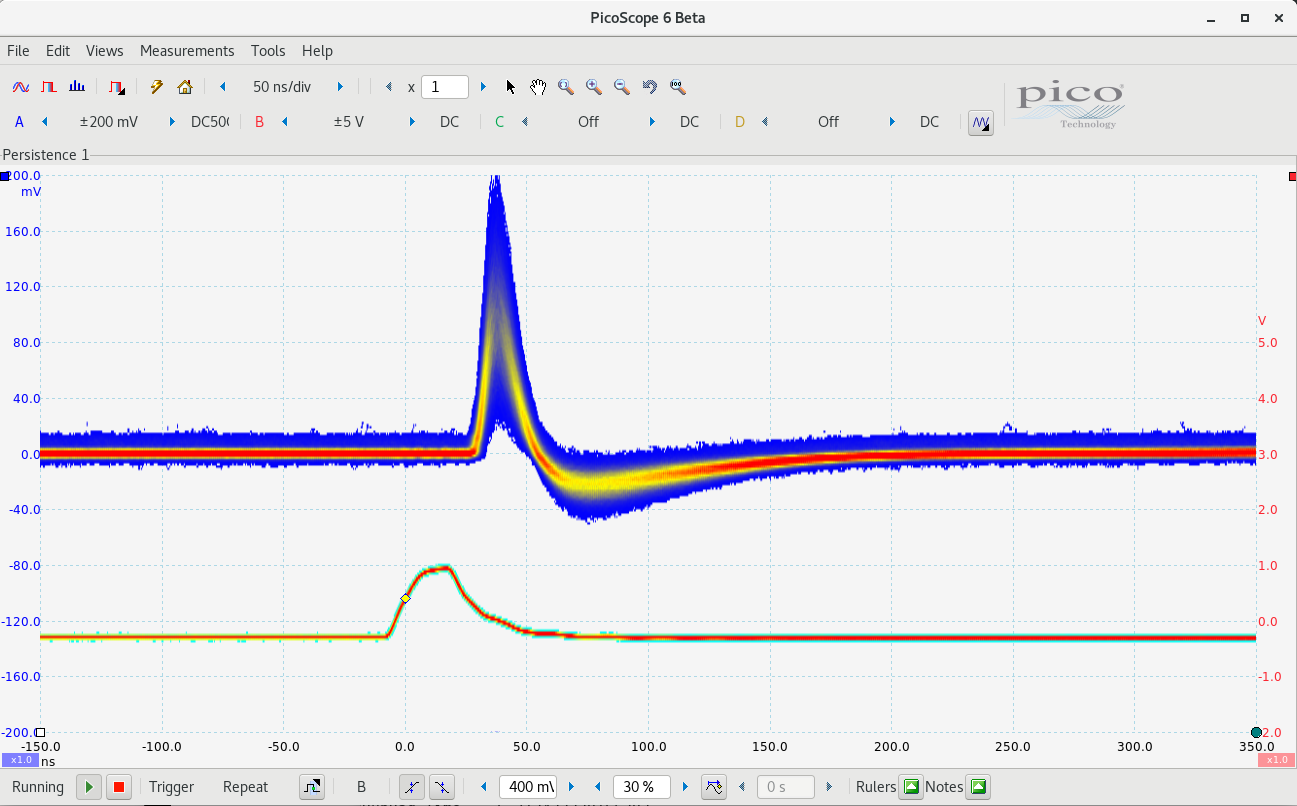 PicoScope 6 Beta
File Edit Views Measurements Tools Help
50 ns/div x 1
A ±200 mV DC50 B ±5 V DC C Off DC D Off DC
pico
Technology
Persistence 1
200.0
mV
160.0
120.0
V
80.0 5.0
40.0 4.0
0.0 3.0
-40.0 2.0
-80.0 1.0
-120.0 0.0
-160.0 -1.0
-200.0 -2.0
-150.0 -100.0 -50.0 0.0 50.0 100.0 150.0 200.0 250.0 300.0 350.0
x1.0 ns x1.0
Running Trigger Repeat B 400 m 30 % 0 s Rulers Notes